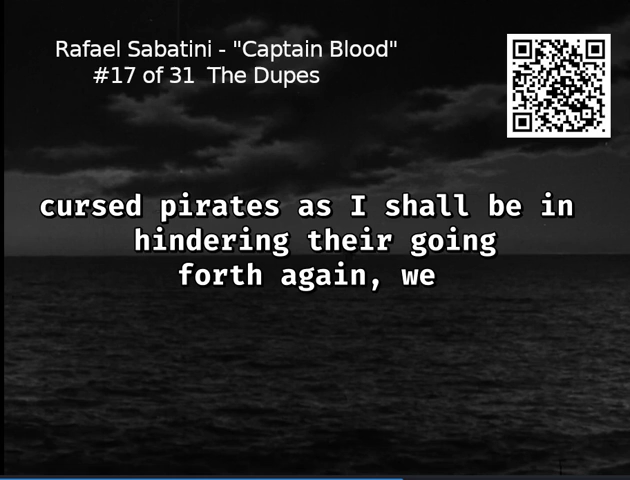 Rafael Sabatini - "Captain Blood"
#17 of 31 The Dupes
cursed pirates as I shall be in
hindering their going
forth again, we